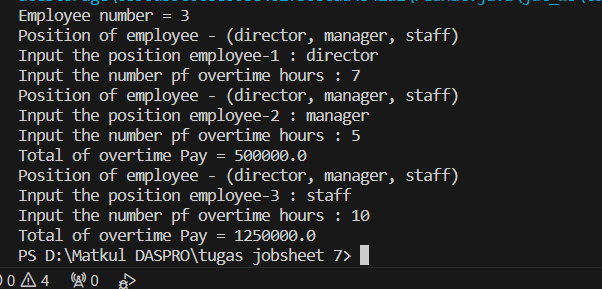 Employee number = 3
Position of employee - (director, manager, staff)
Input the position employee-1 : director
Input the number pf overtime hours : 7
Position of employee - (director, manager, staff)
Input the position employee-2 : manager
Input the number pf overtime hours : 5
Total of overtime Pay = 500000.0
Position of employee - (director, manager, staff)
Input the position employee-3 : staff
Input the number pf overtime hours : 10
Total of overtime Pay = 1250000.0
PS D:\Matkul DASPRO\tugas jobsheet 7>
0 4 0